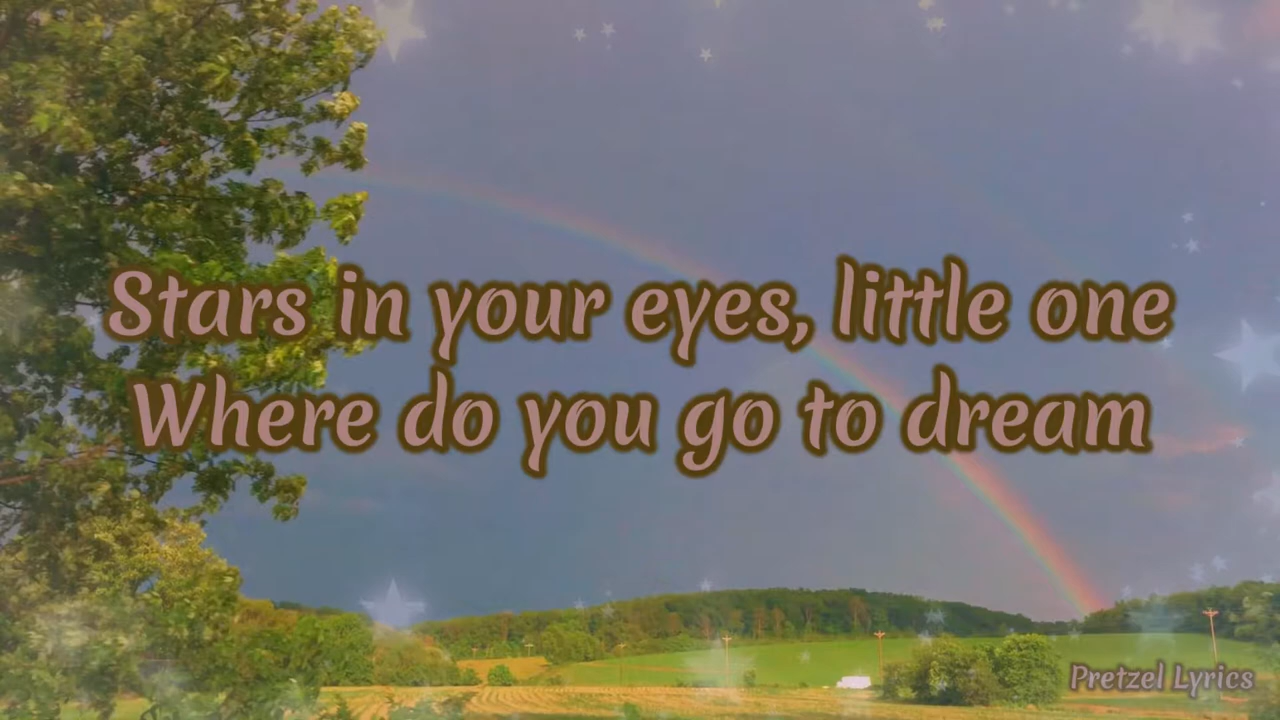 Stars in your eyes, little one
Where do you go to dream
Pretzel Lyrics